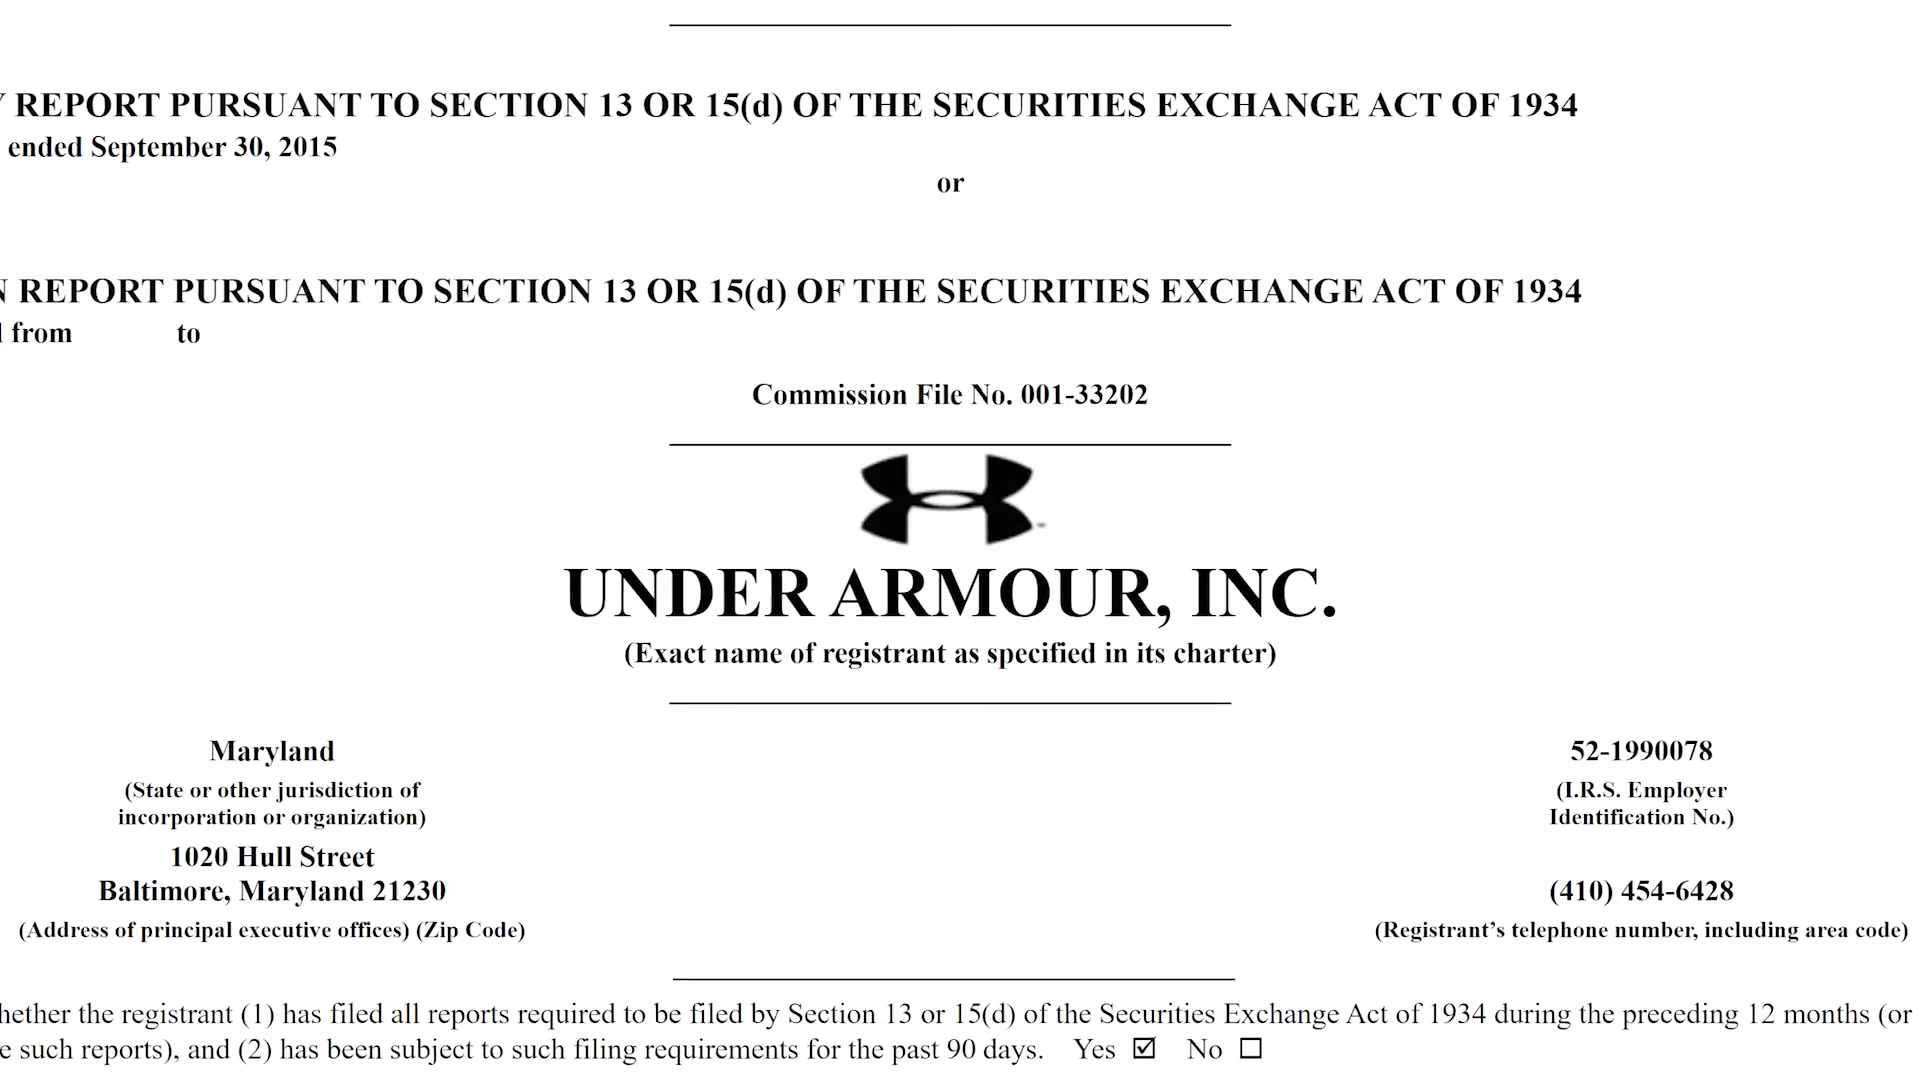 REPORT PURSUANT TO SECTION 13 OR 15(d) OF THE SECURITIES EXCHANGE ACT OF 1934
ended September 30, 2015
or
REPORT PURSUANT TO SECTION 13 OR 15(d) OF THE SECURITIES EXCHANGE ACT OF 1934
from to
Commission File No. 001-33202
UNDER ARMOUR, INC.
(Exact name of registrant as specified in its charter)
Maryland
(State or other jurisdiction of
incorporation or organization)
1020 Hull Street
Baltimore, Maryland 21230
(Address of principal executive offices) (Zip Code)
52-1990078
(I.R.S. Employer
Identification No.)
(410) 454-6428
(Registrant’s telephone number, including area code)
the registrant (1) has filed all reports required to be filed by Section 13 or 15(d) of the Securities Exchange Act of 1934 during the preceding 12 months (or
such reports), and (2) has been subject to such filing requirements for the past 90 days. Yes ☑ No ☐